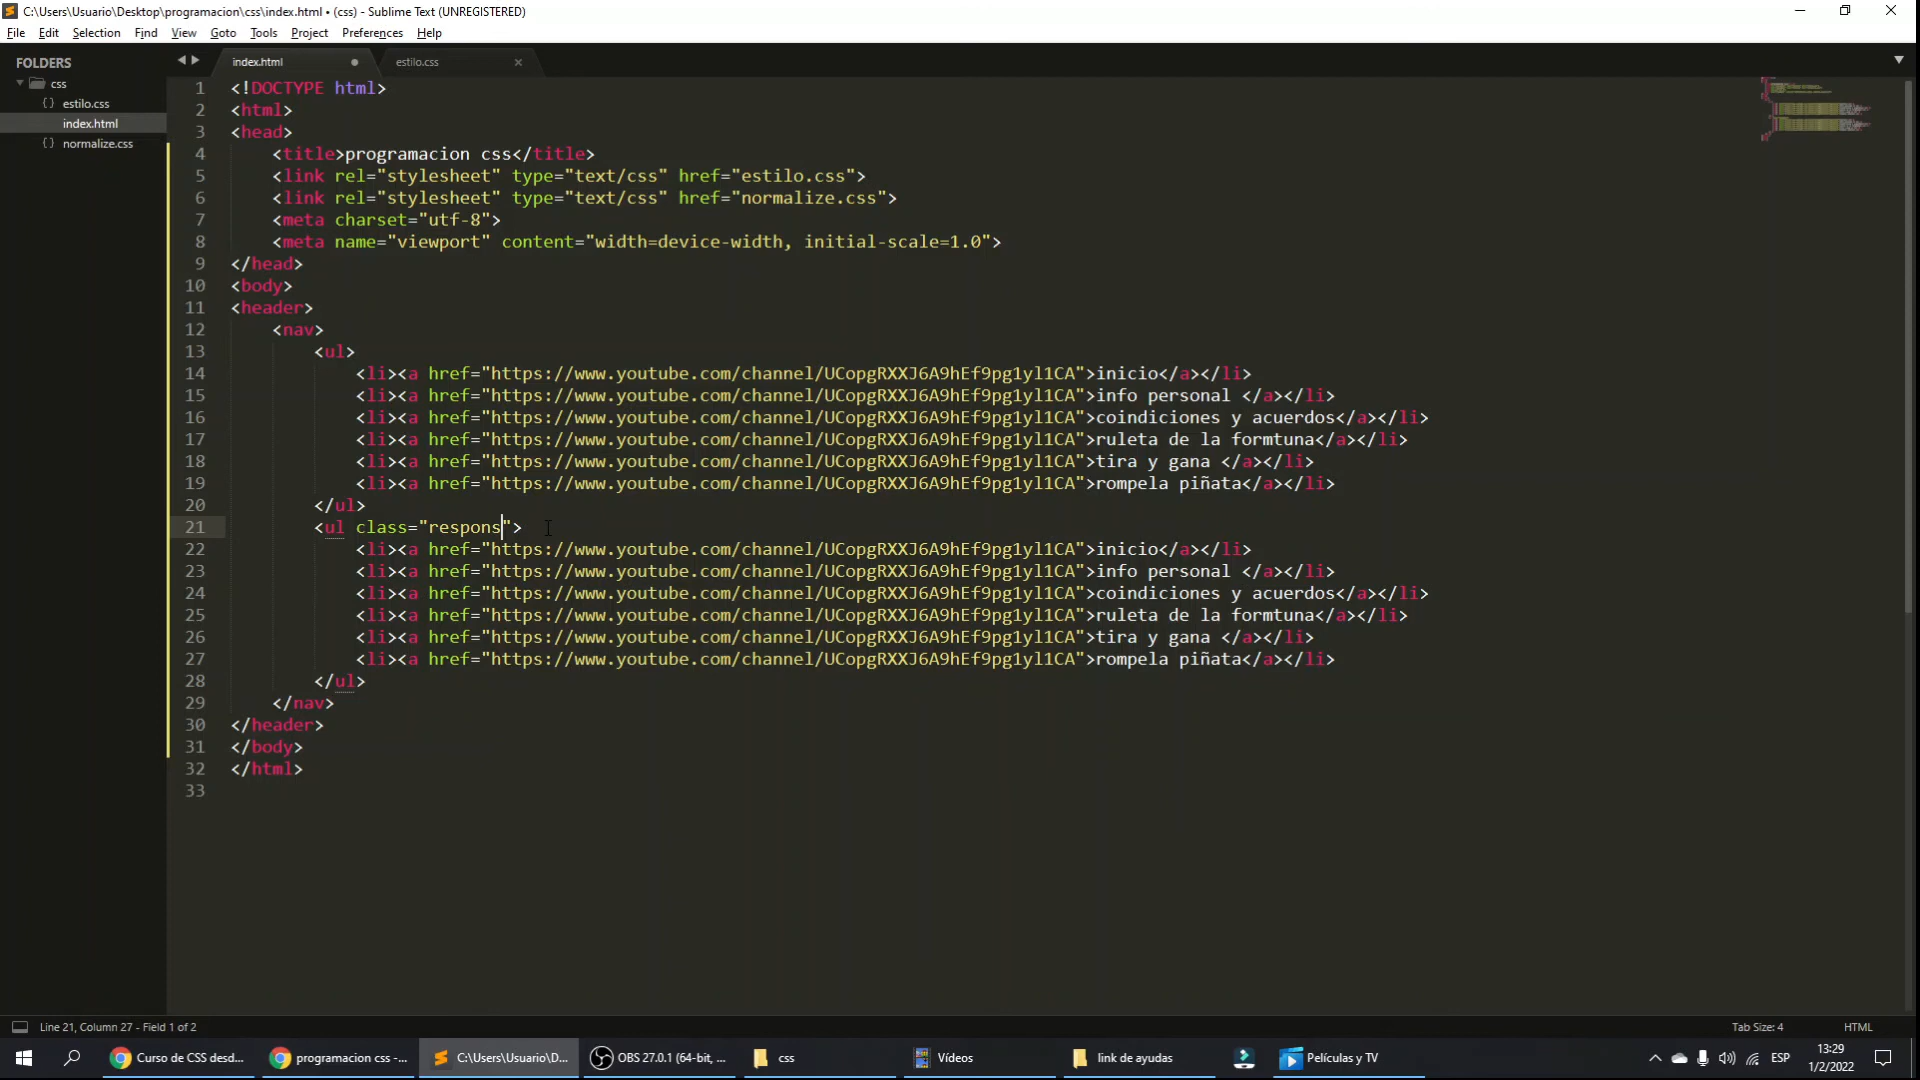 C:\Users\Usuario\Desktop\programacion\css\index.html • (css) - Sublime Text (UNREGISTERED)
File Edit Selection Find View Goto Tools Project Preferences Help
FOLDERS
css
estilo.css
index.html
normalize.css
index.html estilo.css
1 <!DOCTYPE html>
2 <html>
3 <head>
4 <title>programacion css</title>
5 <link rel="stylesheet" type="text/css" href="estilo.css">
6 <link rel="stylesheet" type="text/css" href="normalize.css">
7 <meta charset="utf-8">
8 <meta name="viewport" content="width=device-width, initial-scale=1.0">
9 </head>
10 <body>
11 <header>
12 <nav>
13 <ul>
14 <li><a href="https://www.youtube.com/channel/UCopgRXXJ6A9hEf9pg1yl1CA">inicio</a></li>
15 <li><a href="https://www.youtube.com/channel/UCopgRXXJ6A9hEf9pg1yl1CA">info personal </a></li>
16 <li><a href="https://www.youtube.com/channel/UCopgRXXJ6A9hEf9pg1yl1CA">coindiciones y acuerdos</a></li>
17 <li><a href="https://www.youtube.com/channel/UCopgRXXJ6A9hEf9pg1yl1CA">ruleta de la formtuna</a></li>
18 <li><a href="https://www.youtube.com/channel/UCopgRXXJ6A9hEf9pg1yl1CA">tira y gana </a></li>
19 <li><a href="https://www.youtube.com/channel/UCopgRXXJ6A9hEf9pg1yl1CA">rompela piñata</a></li>
20 </ul>
21 <ul class="respons">
22 <li><a href="https://www.youtube.com/channel/UCopgRXXJ6A9hEf9pg1yl1CA">inicio</a></li>
23 <li><a href="https://www.youtube.com/channel/UCopgRXXJ6A9hEf9pg1yl1CA">info personal </a></li>
24 <li><a href="https://www.youtube.com/channel/UCopgRXXJ6A9hEf9pg1yl1CA">coindiciones y acuerdos</a></li>
25 <li><a href="https://www.youtube.com/channel/UCopgRXXJ6A9hEf9pg1yl1CA">ruleta de la formtuna</a></li>
26 <li><a href="https://www.youtube.com/channel/UCopgRXXJ6A9hEf9pg1yl1CA">tira y gana </a></li>
27 <li><a href="https://www.youtube.com/channel/UCopgRXXJ6A9hEf9pg1yl1CA">rompela piñata</a></li>
28 </ul>
29 </nav>
30 </header>
31 </body>
32 </html>
33
Line 21, Column 27 - Field 1 of 2 Tab Size: 4 HTML
Curso de CSS desd... programacion css -... C:\Users\Usuario\D... OBS 27.0.1 (64-bit, ... css Vídeos link de ayudas Películas y TV ESP 13:29
1/2/2022